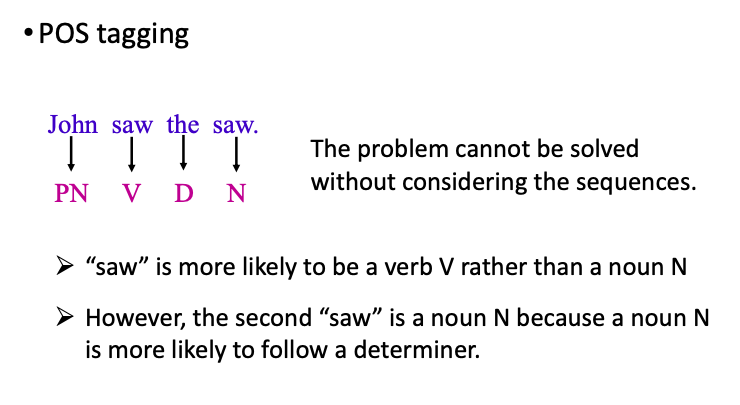 • POS tagging
John saw the saw.
PN V D N
The problem cannot be solved
without considering the sequences.
➢ “saw” is more likely to be a verb V rather than a noun N
➢ However, the second “saw” is a noun N because a noun N
is more likely to follow a determiner.